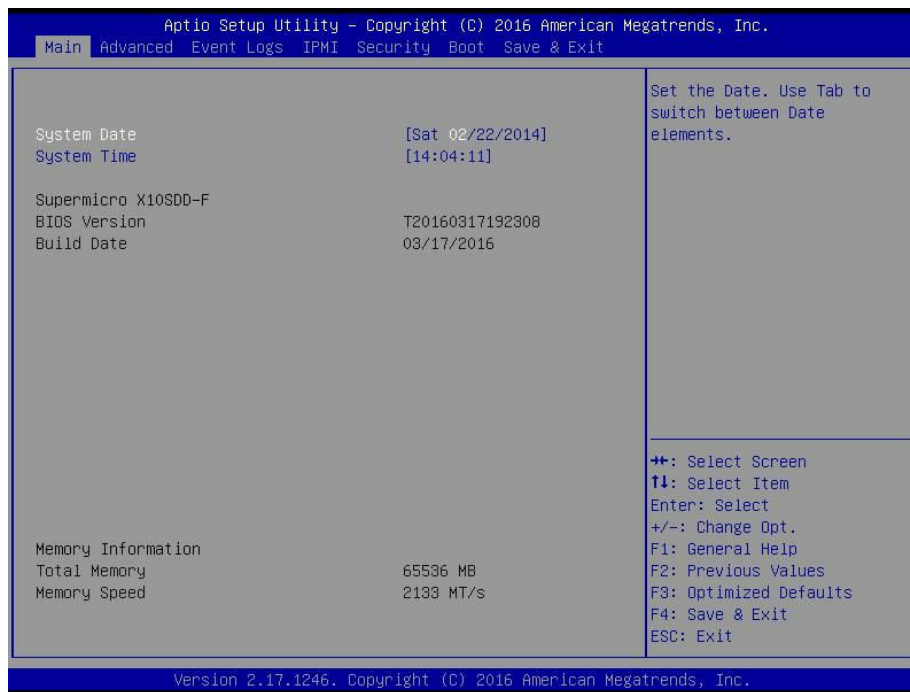 Aptio Setup Utility – Copyright (C) 2016 American Megatrends, Inc.
Main Advanced Event Logs IPMI Security Boot Save & Exit
System Date [Sat 02/22/2014]
System Time [14:04:11]
Supermicro X10SDD-F
BIOS Version T20160317192308
Build Date 03/17/2016
Memory Information
Total Memory 65536 MB
Memory Speed 2133 MT/s
Set the Date. Use Tab to
switch between Date
elements.
→←: Select Screen
↑↓: Select Item
Enter: Select
+/-: Change Opt.
F1: General Help
F2: Previous Values
F3: Optimized Defaults
F4: Save & Exit
ESC: Exit
Version 2.17.1246. Copyright (C) 2016 American Megatrends, Inc.